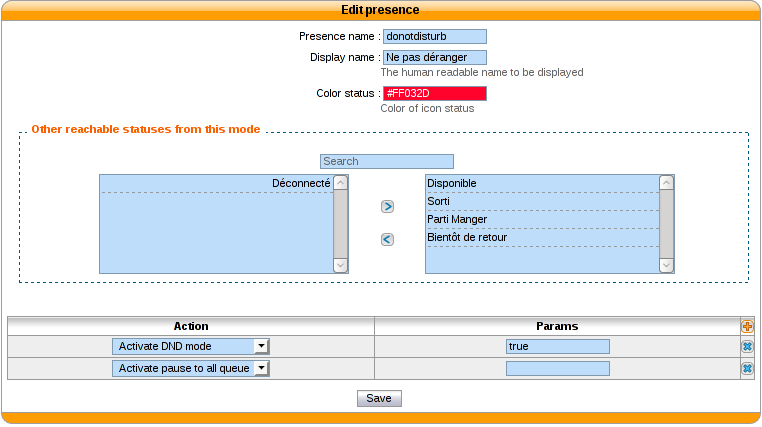 Edit presence
Presence name : donotdisturb
Display name : Ne pas déranger
The human readable name to be displayed
Color status : #FF032D
Color of icon status
Other reachable statuses from this mode
Search
Déconnecté
Disponible
Sorti
Parti Manger
Bientôt de retour
Action Params
Activate DND mode true
Activate pause to all queue
Save